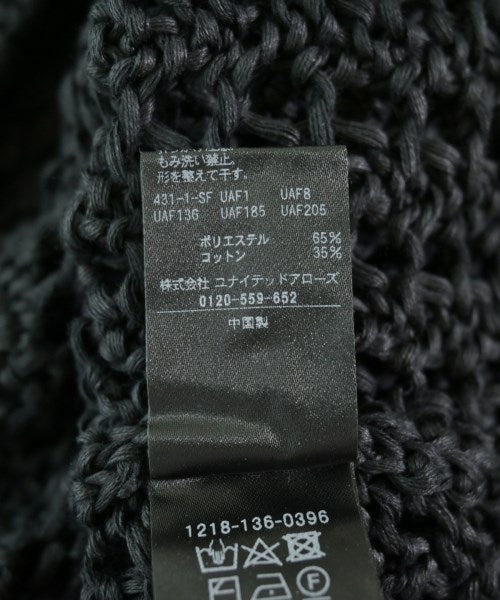 もみ洗い禁止。
形を整えて干す。
431-1-SF UAF1 UAF8
UAF136 UAF185 UAF205
ポリエステル 65%
コットン 35%
株式会社 ユナイテッドアローズ
0120-559-652
中国製
1218-136-0396